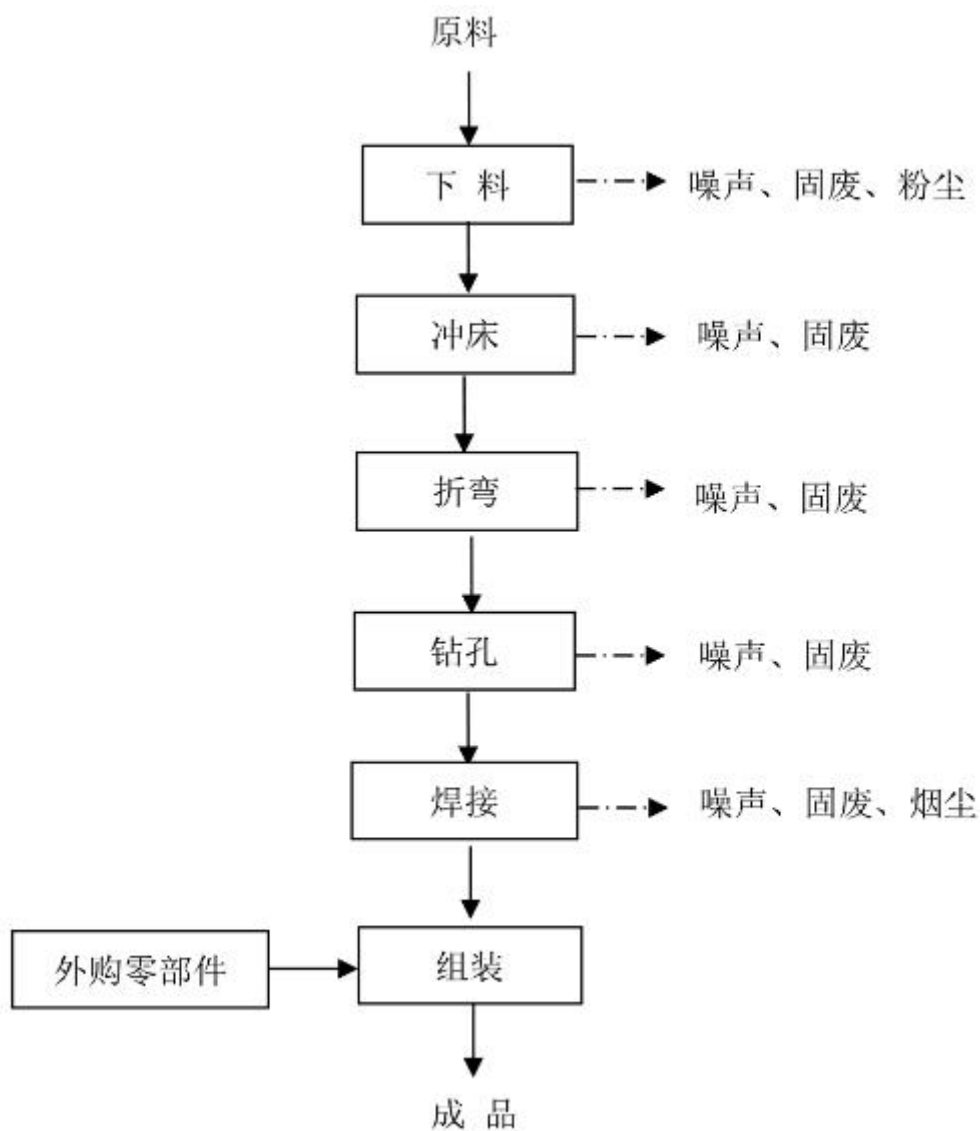 原料
下 料
噪声、固废、粉尘
冲床
噪声、固废
折弯
噪声、固废
钻孔
噪声、固废
焊接
噪声、固废、烟尘
外购零部件
组装
成 品